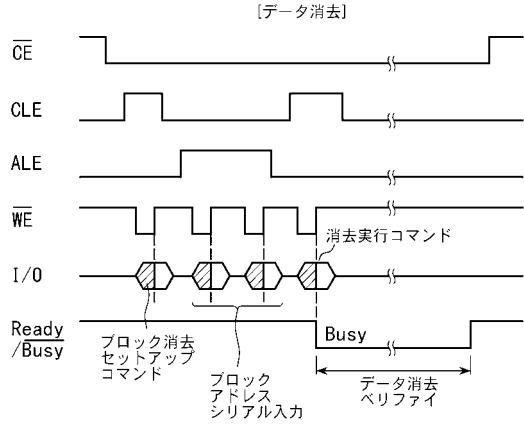 [データ消去]
CE
CLE
ALE
WE
消去実行コマンド
I/O
Ready
/Busy
Busy
ブロック消去
セットアップ
コマンド
ブロック
アドレス
シリアル入力
データ消去
ベリファイ